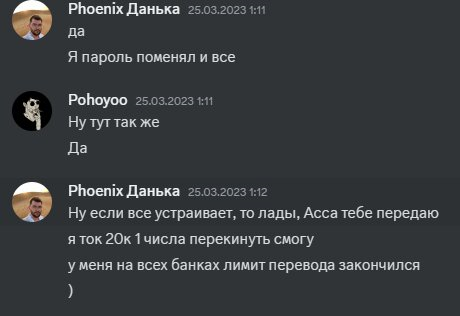 Phoenix Данька 25.03.2023 1:11
да
Я пароль поменял и все
Pohoyoo 25.03.2023 1:11
Ну тут так же
Да
Phoenix Данька 25.03.2023 1:12
Ну если все устраивает, то лады, Асса тебе передаю
я ток 20к 1 числа перекинуть смогу
у меня на всех банках лимит перевода закончился
)